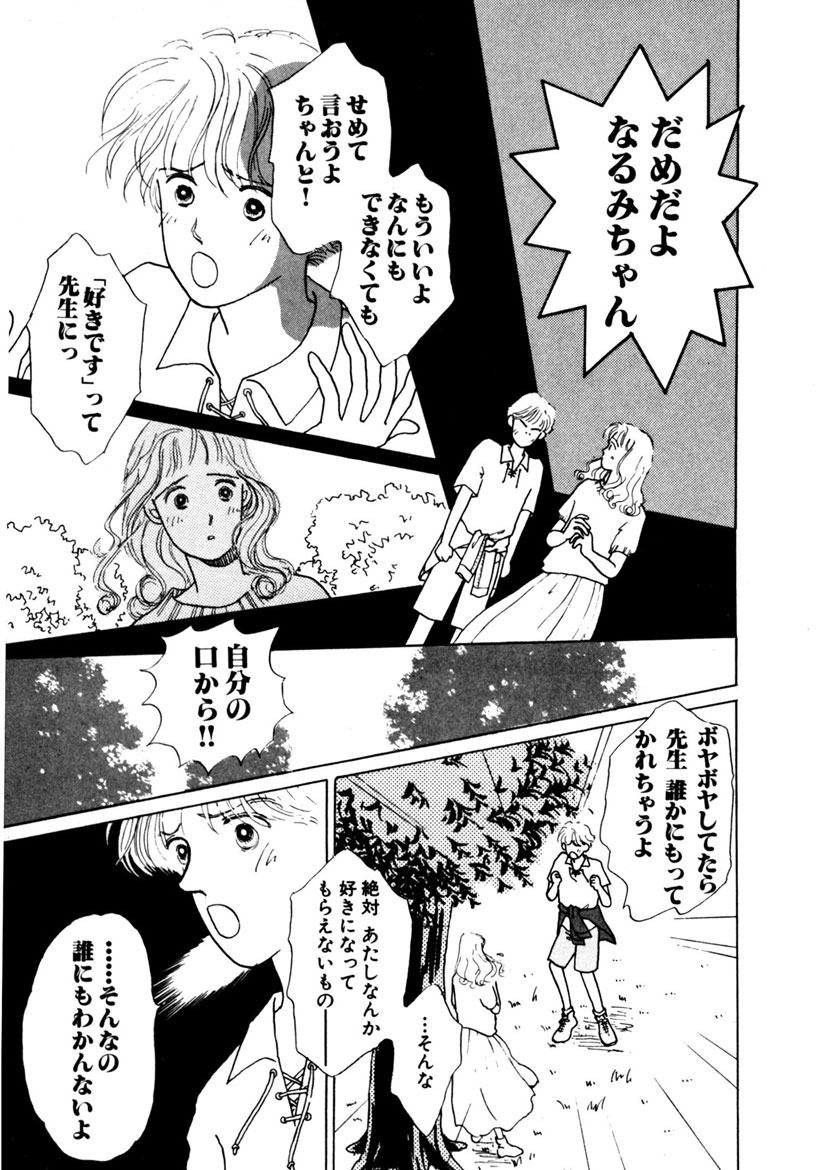 だめだよ
なるみちゃん
もういいよ
なんにも
できなくても
せめて
言おうよ
ちゃんと!
「好きです」って
先生にっ
自分の
口から!!
ボヤボヤしてたら
先生 誰かにもって
かれちゃうよ
…そんな
絶対 あたしなんか
好きになって
もらえないもの――
……そんなの
誰にもわかんないよ